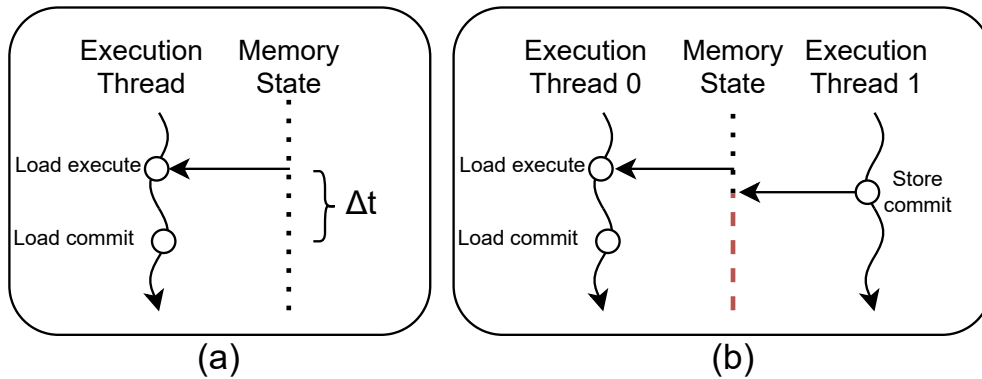 Execution
Thread
Memory
State
Load execute
Δt
Load commit
(a)
Execution
Thread 0
Memory
State
Execution
Thread 1
Load execute
Store
commit
Load commit
(b)